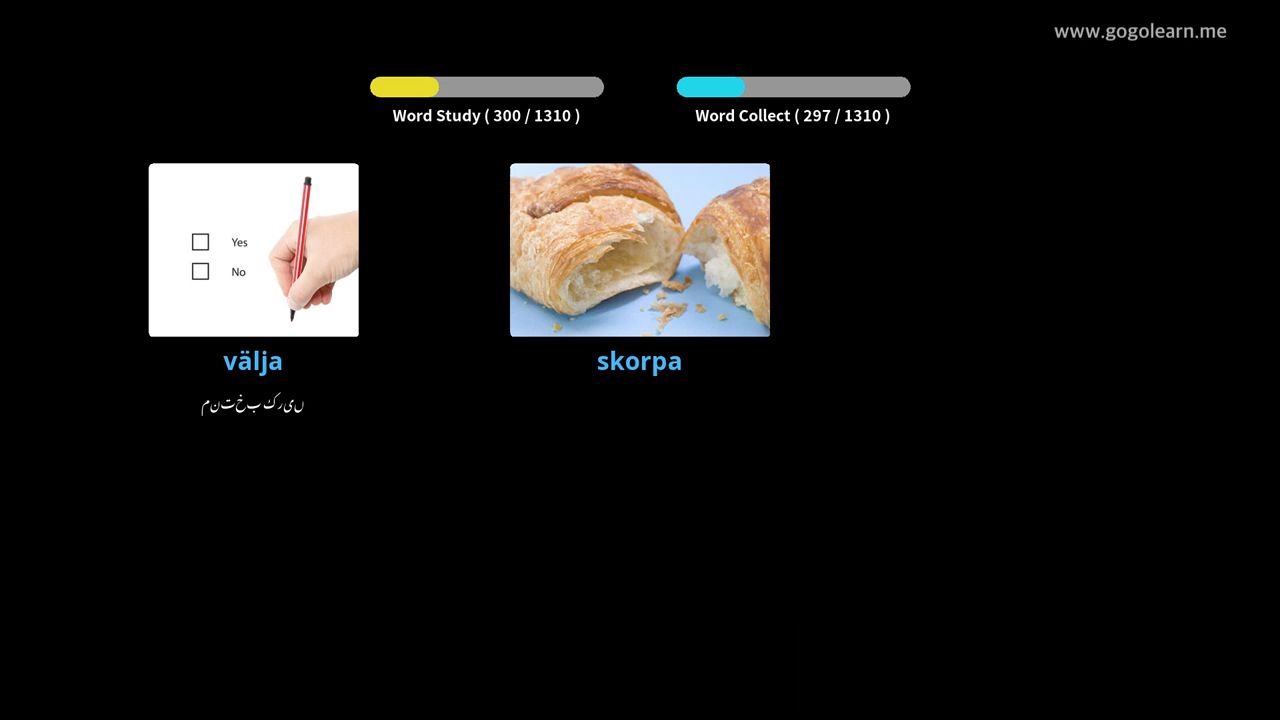 www.gogolearn.me
Word Study ( 300 / 1310 )
Word Collect ( 297 / 1310 )
Yes
No
välja
skorpa
منتخب کریں